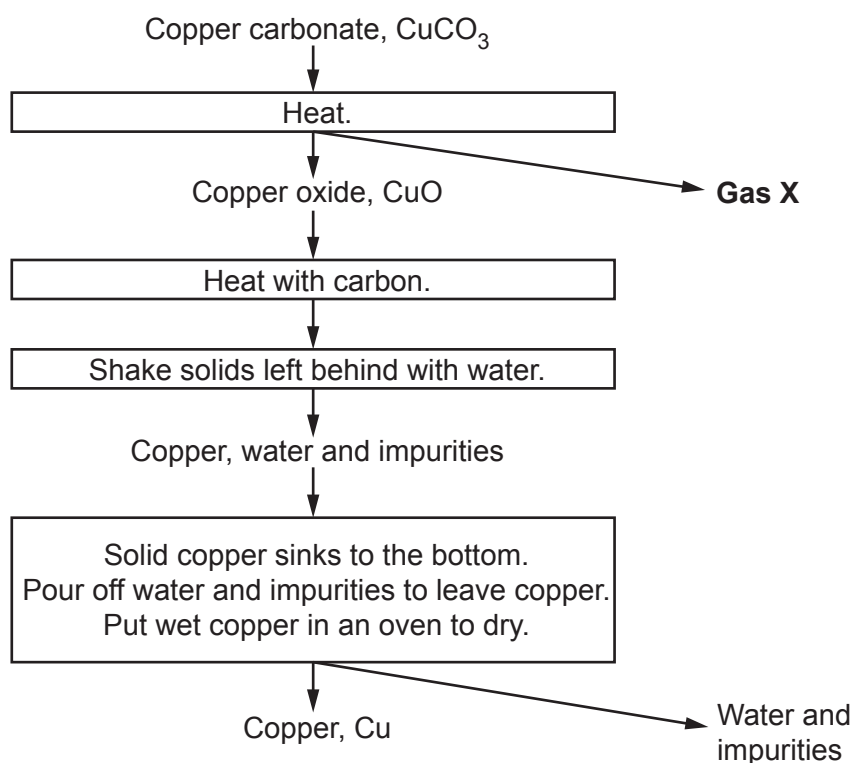 Copper carbonate, CuCO₃
Heat.
Copper oxide, CuO
Gas X
Heat with carbon.
Shake solids left behind with water.
Copper, water and impurities
Solid copper sinks to the bottom.
Pour off water and impurities to leave copper.
Put wet copper in an oven to dry.
Copper, Cu
Water and
impurities